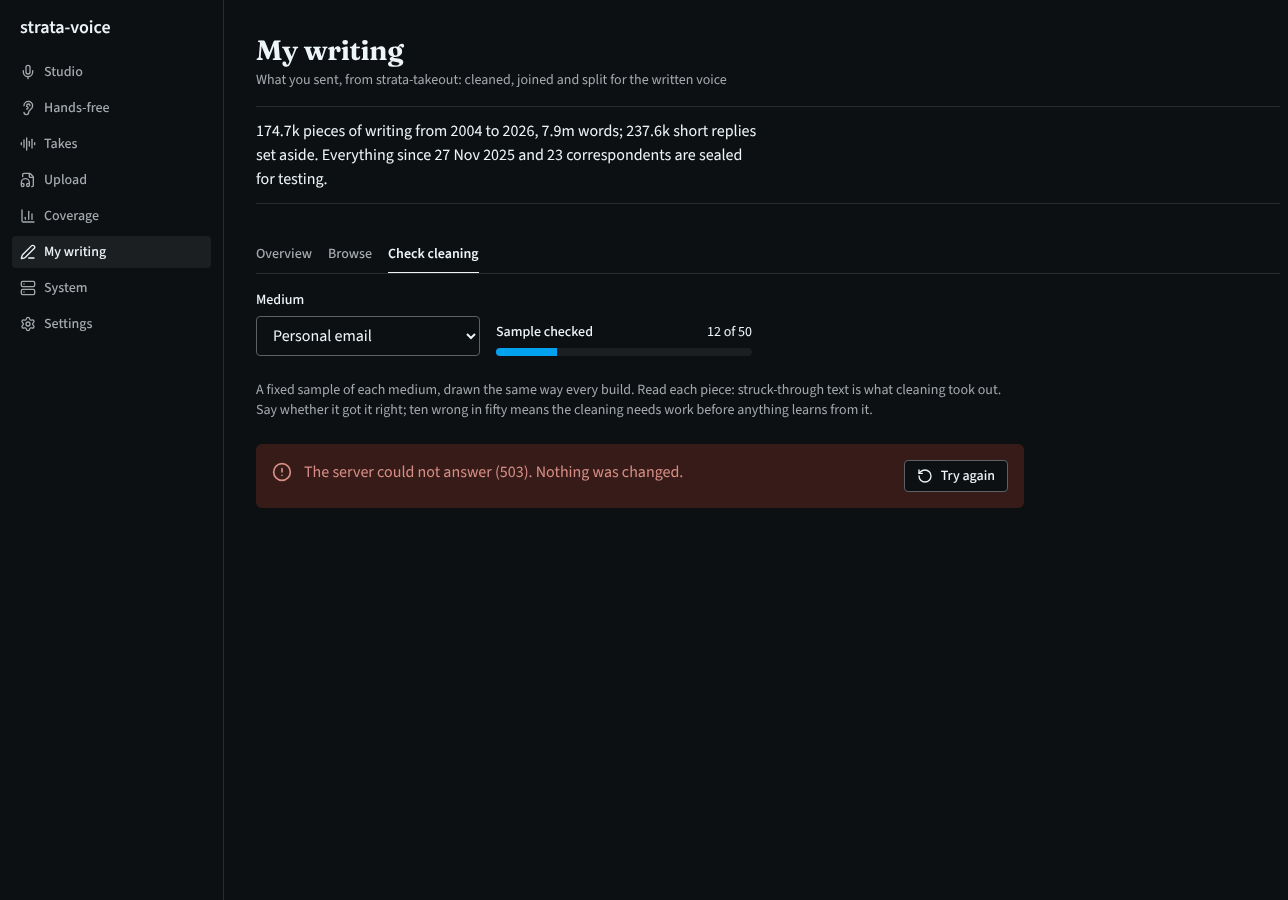 strata-voice
Studio
Hands-free
Takes
Upload
Coverage
My writing
System
Settings
My writing
What you sent, from strata-takeout: cleaned, joined and split for the written voice
174.7k pieces of writing from 2004 to 2026, 7.9m words; 237.6k short replies
set aside. Everything since 27 Nov 2025 and 23 correspondents are sealed
for testing.
Overview Browse Check cleaning
Medium
Personal email
Sample checked 12 of 50
A fixed sample of each medium, drawn the same way every build. Read each piece: struck-through text is what cleaning took out.
Say whether it got it right; ten wrong in fifty means the cleaning needs work before anything learns from it.
The server could not answer (503). Nothing was changed.
Try again